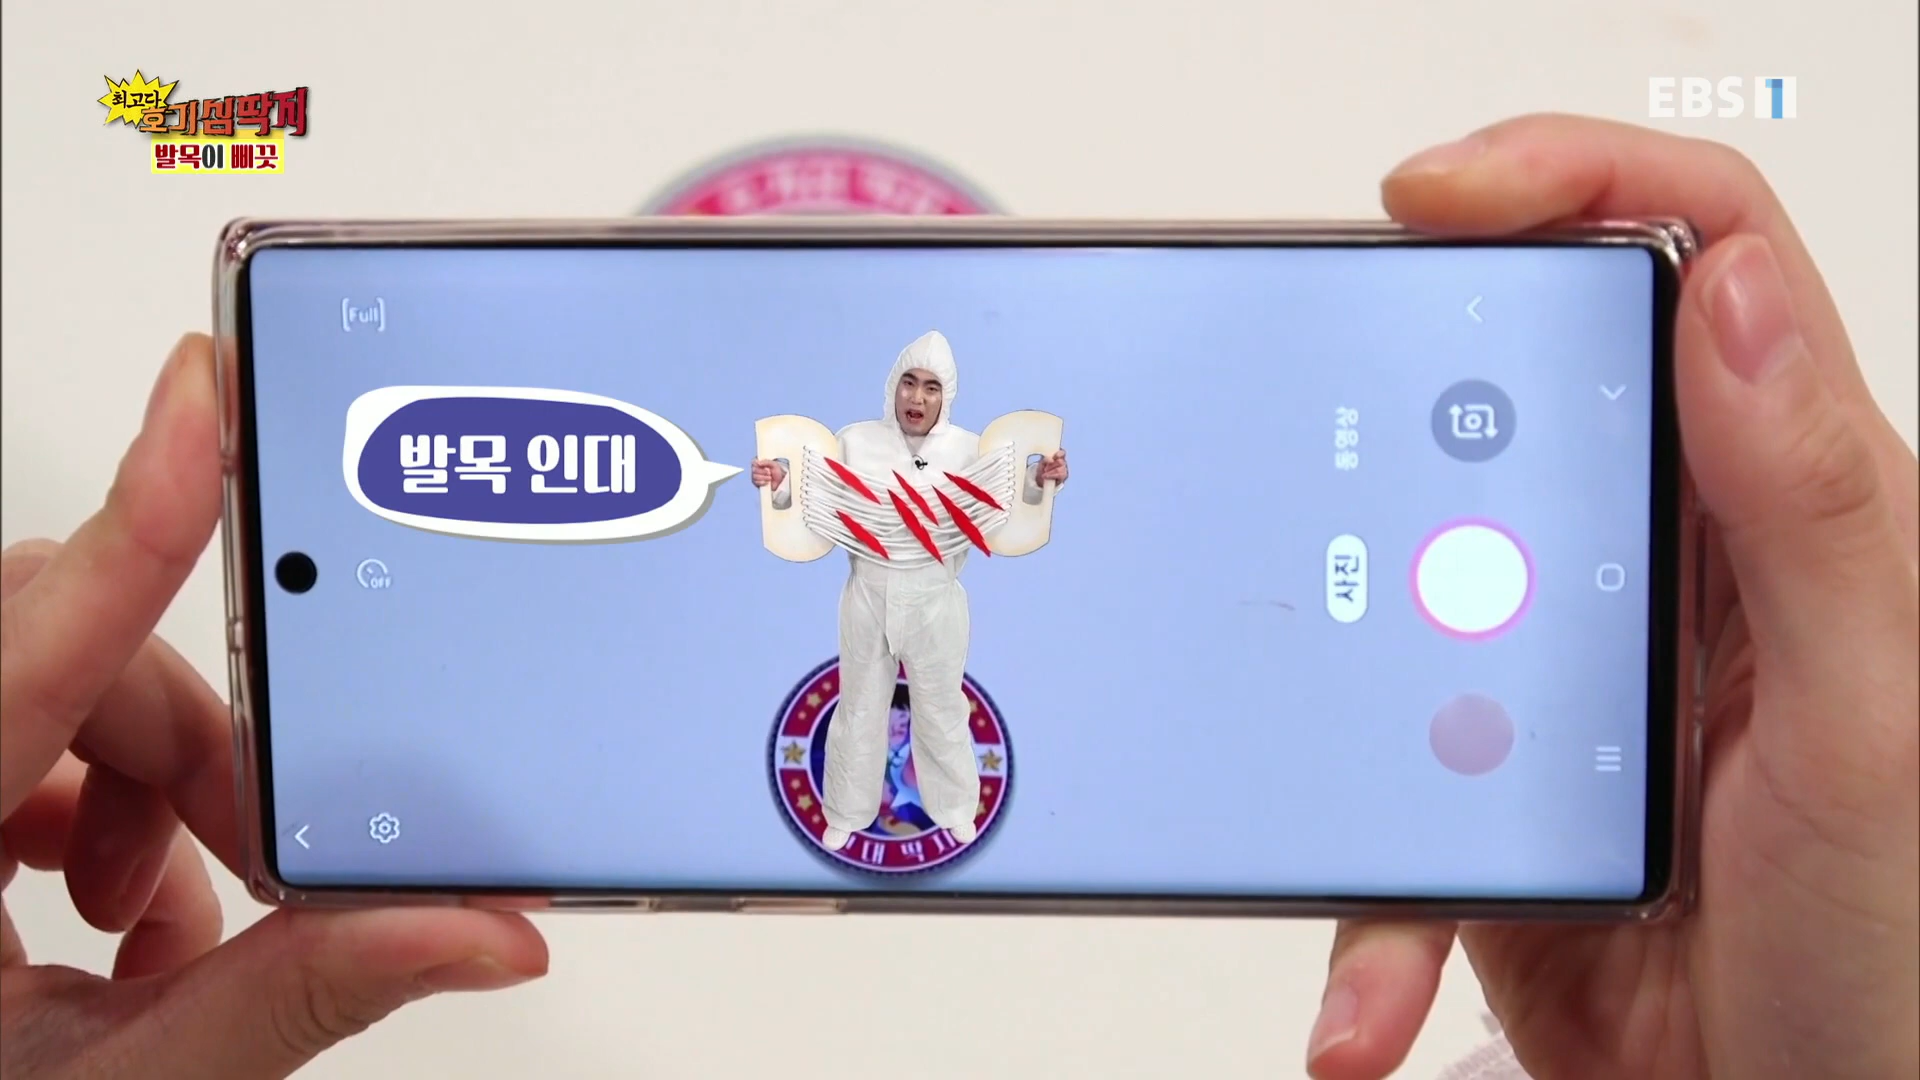 최고다
호기심딱지
발목이 삐끗
EBS 1
[Full]
발목 인대
동영상
OFF
사진